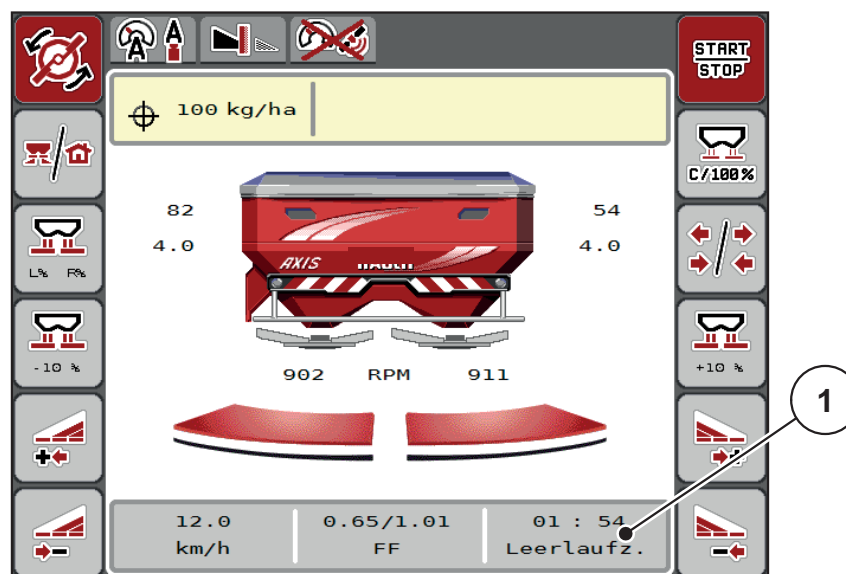 A A
START
STOP
100 kg/ha
C/100%
82 54
4.0 4.0
AXIS RAUCH
L% R%
902 RPM 911
-10 %
+10 %
1
12.0 0.65/1.01 01 : 54
km/h FF Leerlaufz.